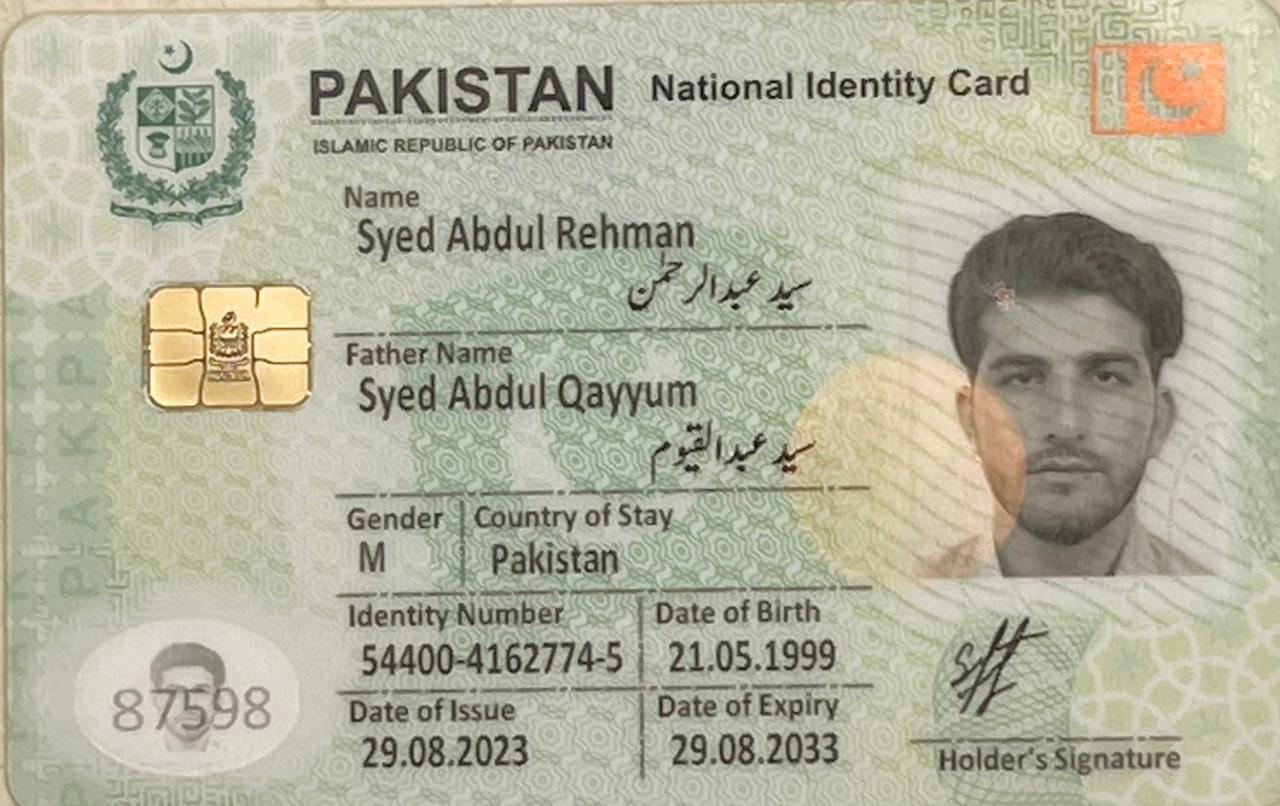 PAKISTAN National Identity Card
ISLAMIC REPUBLIC OF PAKISTAN
Name
Syed Abdul Rehman
سید عبدالرحمٰن
Father Name
Syed Abdul Qayyum
سید عبدالقیوم
Gender Country of Stay
M Pakistan
Identity Number Date of Birth
54400-4162774-5 21.05.1999
Date of Issue Date of Expiry
29.08.2023 29.08.2033
87598
Holder's Signature